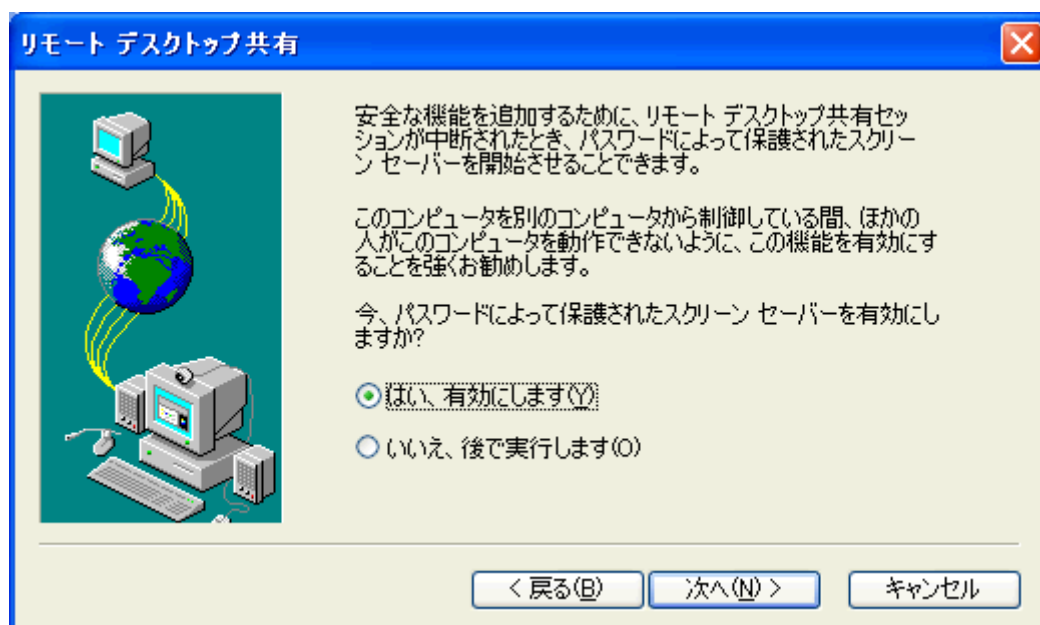 リモート デスクトップ共有
安全な機能を追加するために、リモート デスクトップ共有セッ
ションが中断されたとき、パスワードによって保護されたスクリー
ン セーバーを開始させることできます。
このコンピュータを別のコンピュータから制御している間、ほかの
人がこのコンピュータを動作できないように、この機能を有効にす
ることを強くお勧めします。
今、パスワードによって保護されたスクリーン セーバーを有効にし
ますか?
はい、有効にします(Y)
いいえ、後で実行します(O)
< 戻る(B)
次へ(N) >
キャンセル